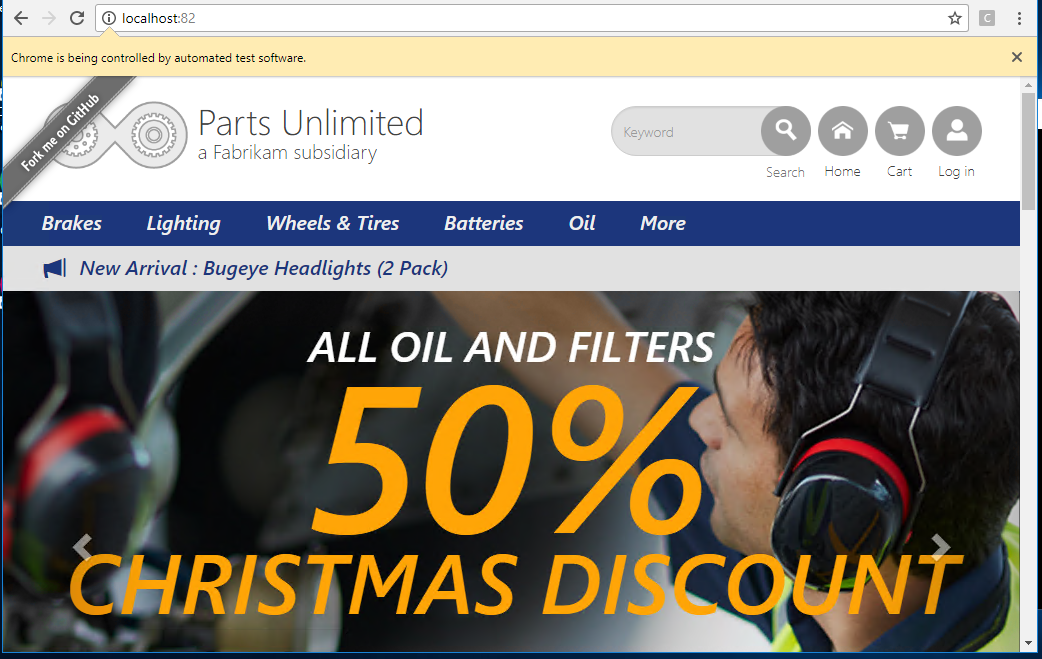 localhost:82
C
Chrome is being controlled by automated test software.
Fork me on GitHub
Parts Unlimited
a Fabrikam subsidiary
Keyword
Search Home Cart Log in
Brakes Lighting Wheels & Tires Batteries Oil More
New Arrival : Bugeye Headlights (2 Pack)
ALL OIL AND FILTERS
50%
CHRISTMAS DISCOUNT